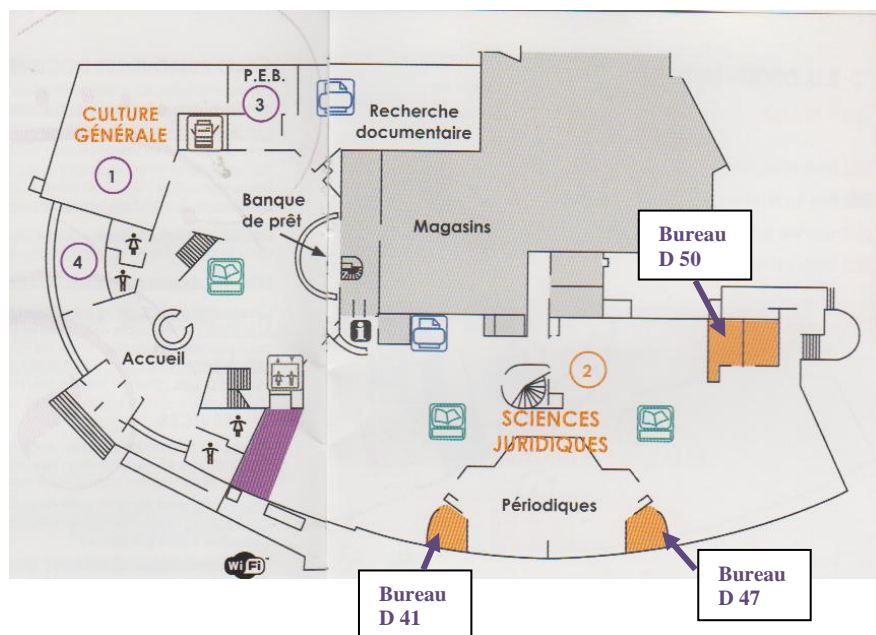 P.E.B.
3
CULTURE
GÉNÉRALE
1
Recherche
documentaire
Banque
de prêt
Magasins
Bureau
D 50
4
Accueil
i
2
SCIENCES
JURIDIQUES
Périodiques
WiFi
Bureau
D 41
Bureau
D 47